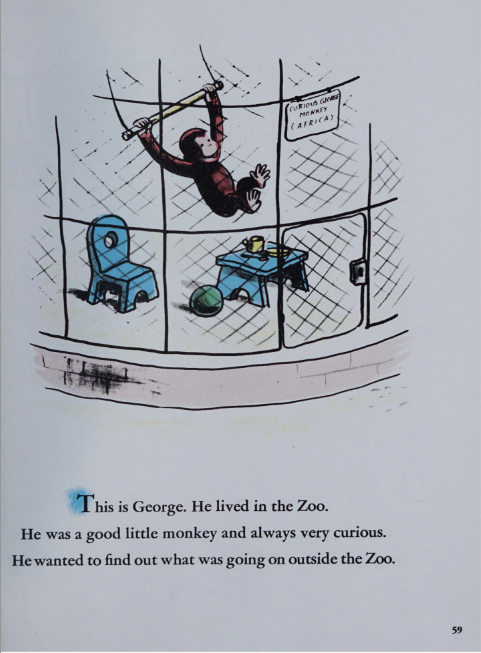 CURIOUS GEORGE
MONKEY
(AFRICA)
This is George. He lived in the Zoo.
He was a good little monkey and always very curious.
He wanted to find out what was going on outside the Zoo.
59